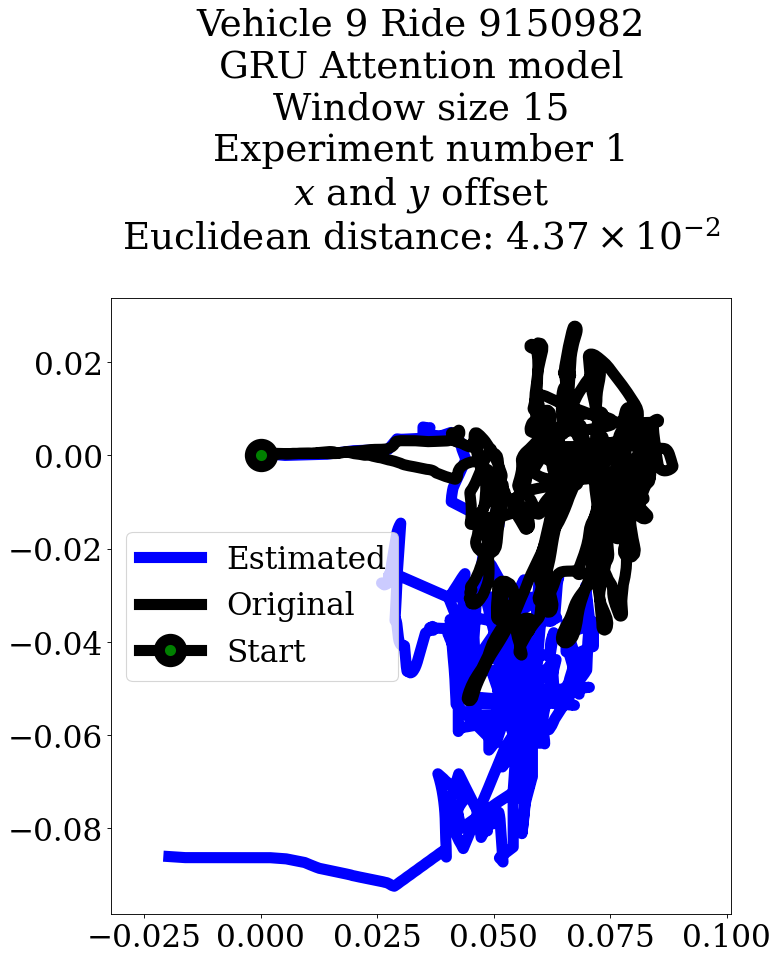 Vehicle 9 Ride 9150982
GRU Attention model
Window size 15
Experiment number 1
x and y offset
Euclidean distance: 4.37 × 10⁻²
0.02
0.00
−0.02
−0.04
−0.06
−0.08
Estimated
Original
Start
−0.025 0.000 0.025 0.050 0.075 0.100